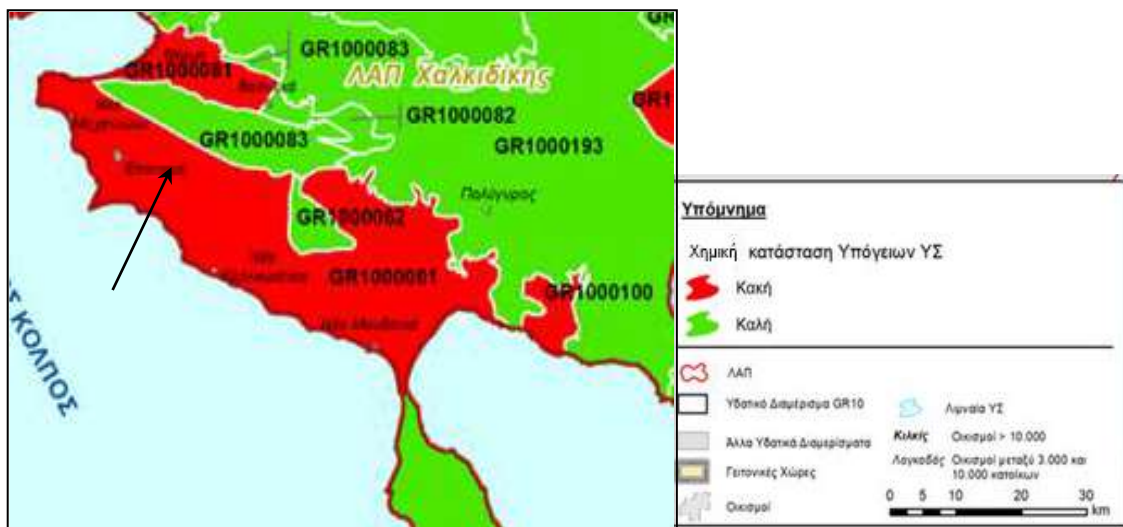 GR1000083
GR1000081
ΛΑΠ Χαλκιδικής
GR1000082
GR1000083
GR1000193
Πολύγυρος
GR1000082
GR1000081
GR1000100
ΚΟΛΠΟΣ
Υπόμνημα
Χημική κατάσταση Υπόγειων ΥΣ
Κακή
Καλή
ΛΑΠ
Υδατικό Διαμέρισμα GR10
Άλλα Υδατικά Διαμερίσματα
Γειτονικές Χώρες
Οικισμοί
Λιμναία ΥΣ
Κιλκίς Οικισμοί > 10.000
Λαγκαδάς Οικισμοί μεταξύ 3.000 και
10.000 κατοίκων
0 5 10 20 30
km